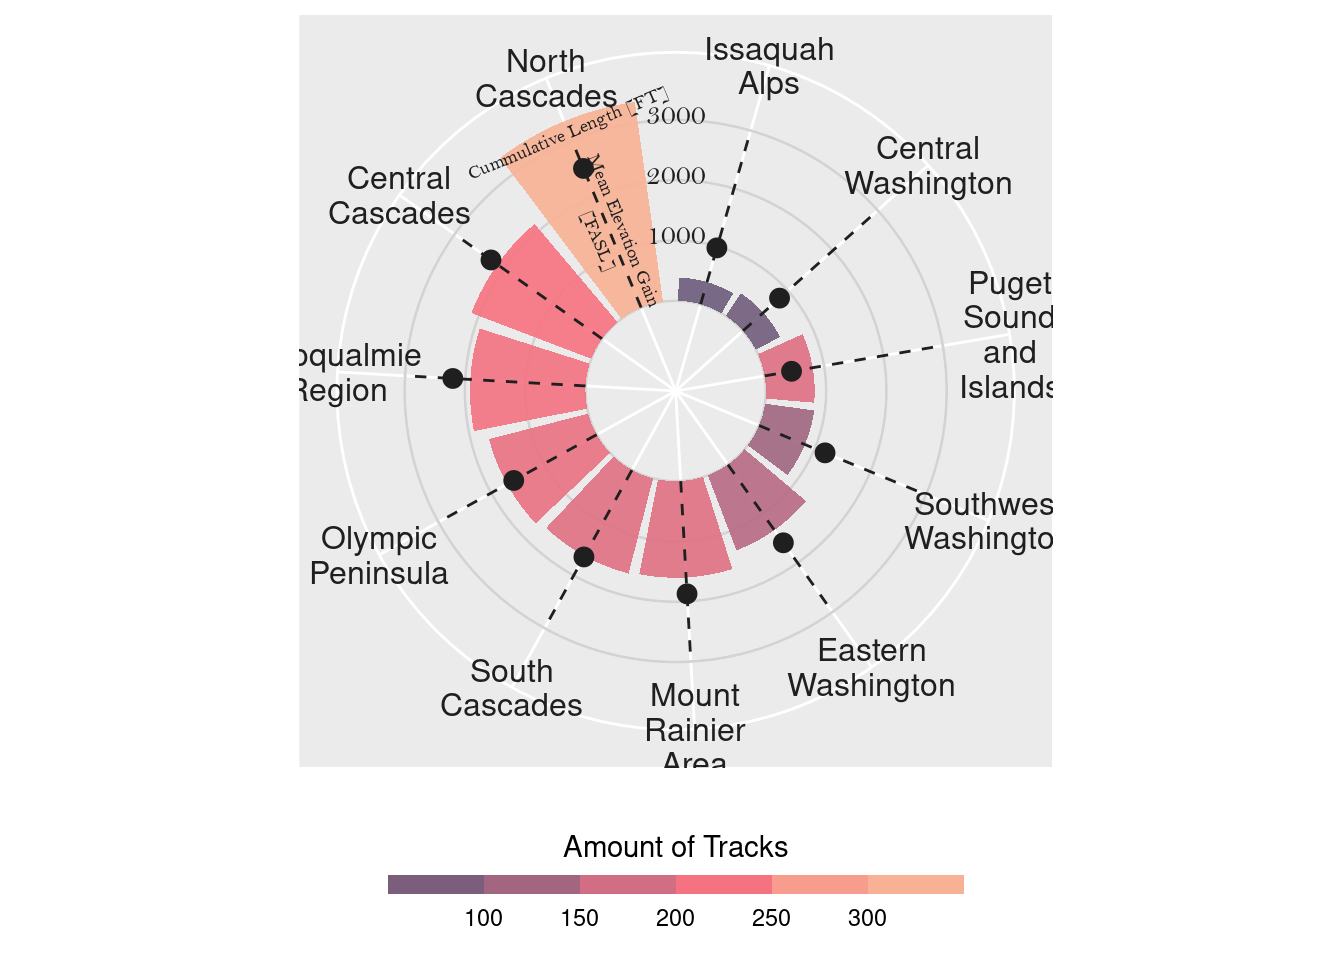 Issaquah
Alps
North
Cascades
Cummulative Length [FT]
3000
Central
Washington
Mean Elevation Gain
[FASL]
2000
Central
Cascades
1000
Puget
Sound
and
Islands
oqualmie
Region
Southwes
Washingto
Olympic
Peninsula
Eastern
Washington
South
Cascades
Mount
Rainier
Area
Amount of Tracks
100 150 200 250 300